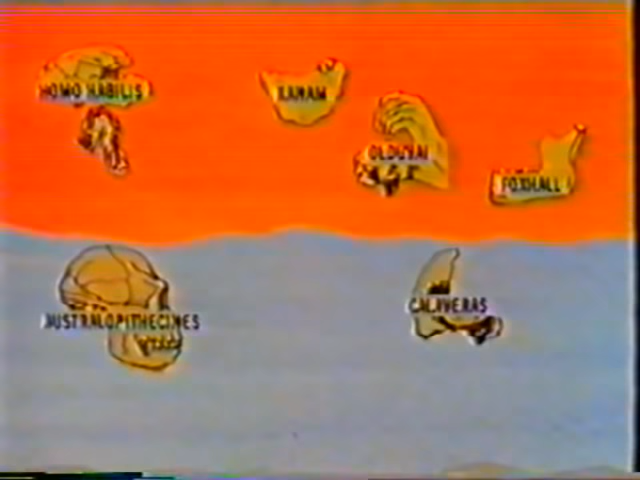 HOMO HABILIS
KANAM
OLDUVAI
FOXHALL
AUSTRALOPITHECINES
CALAVERAS